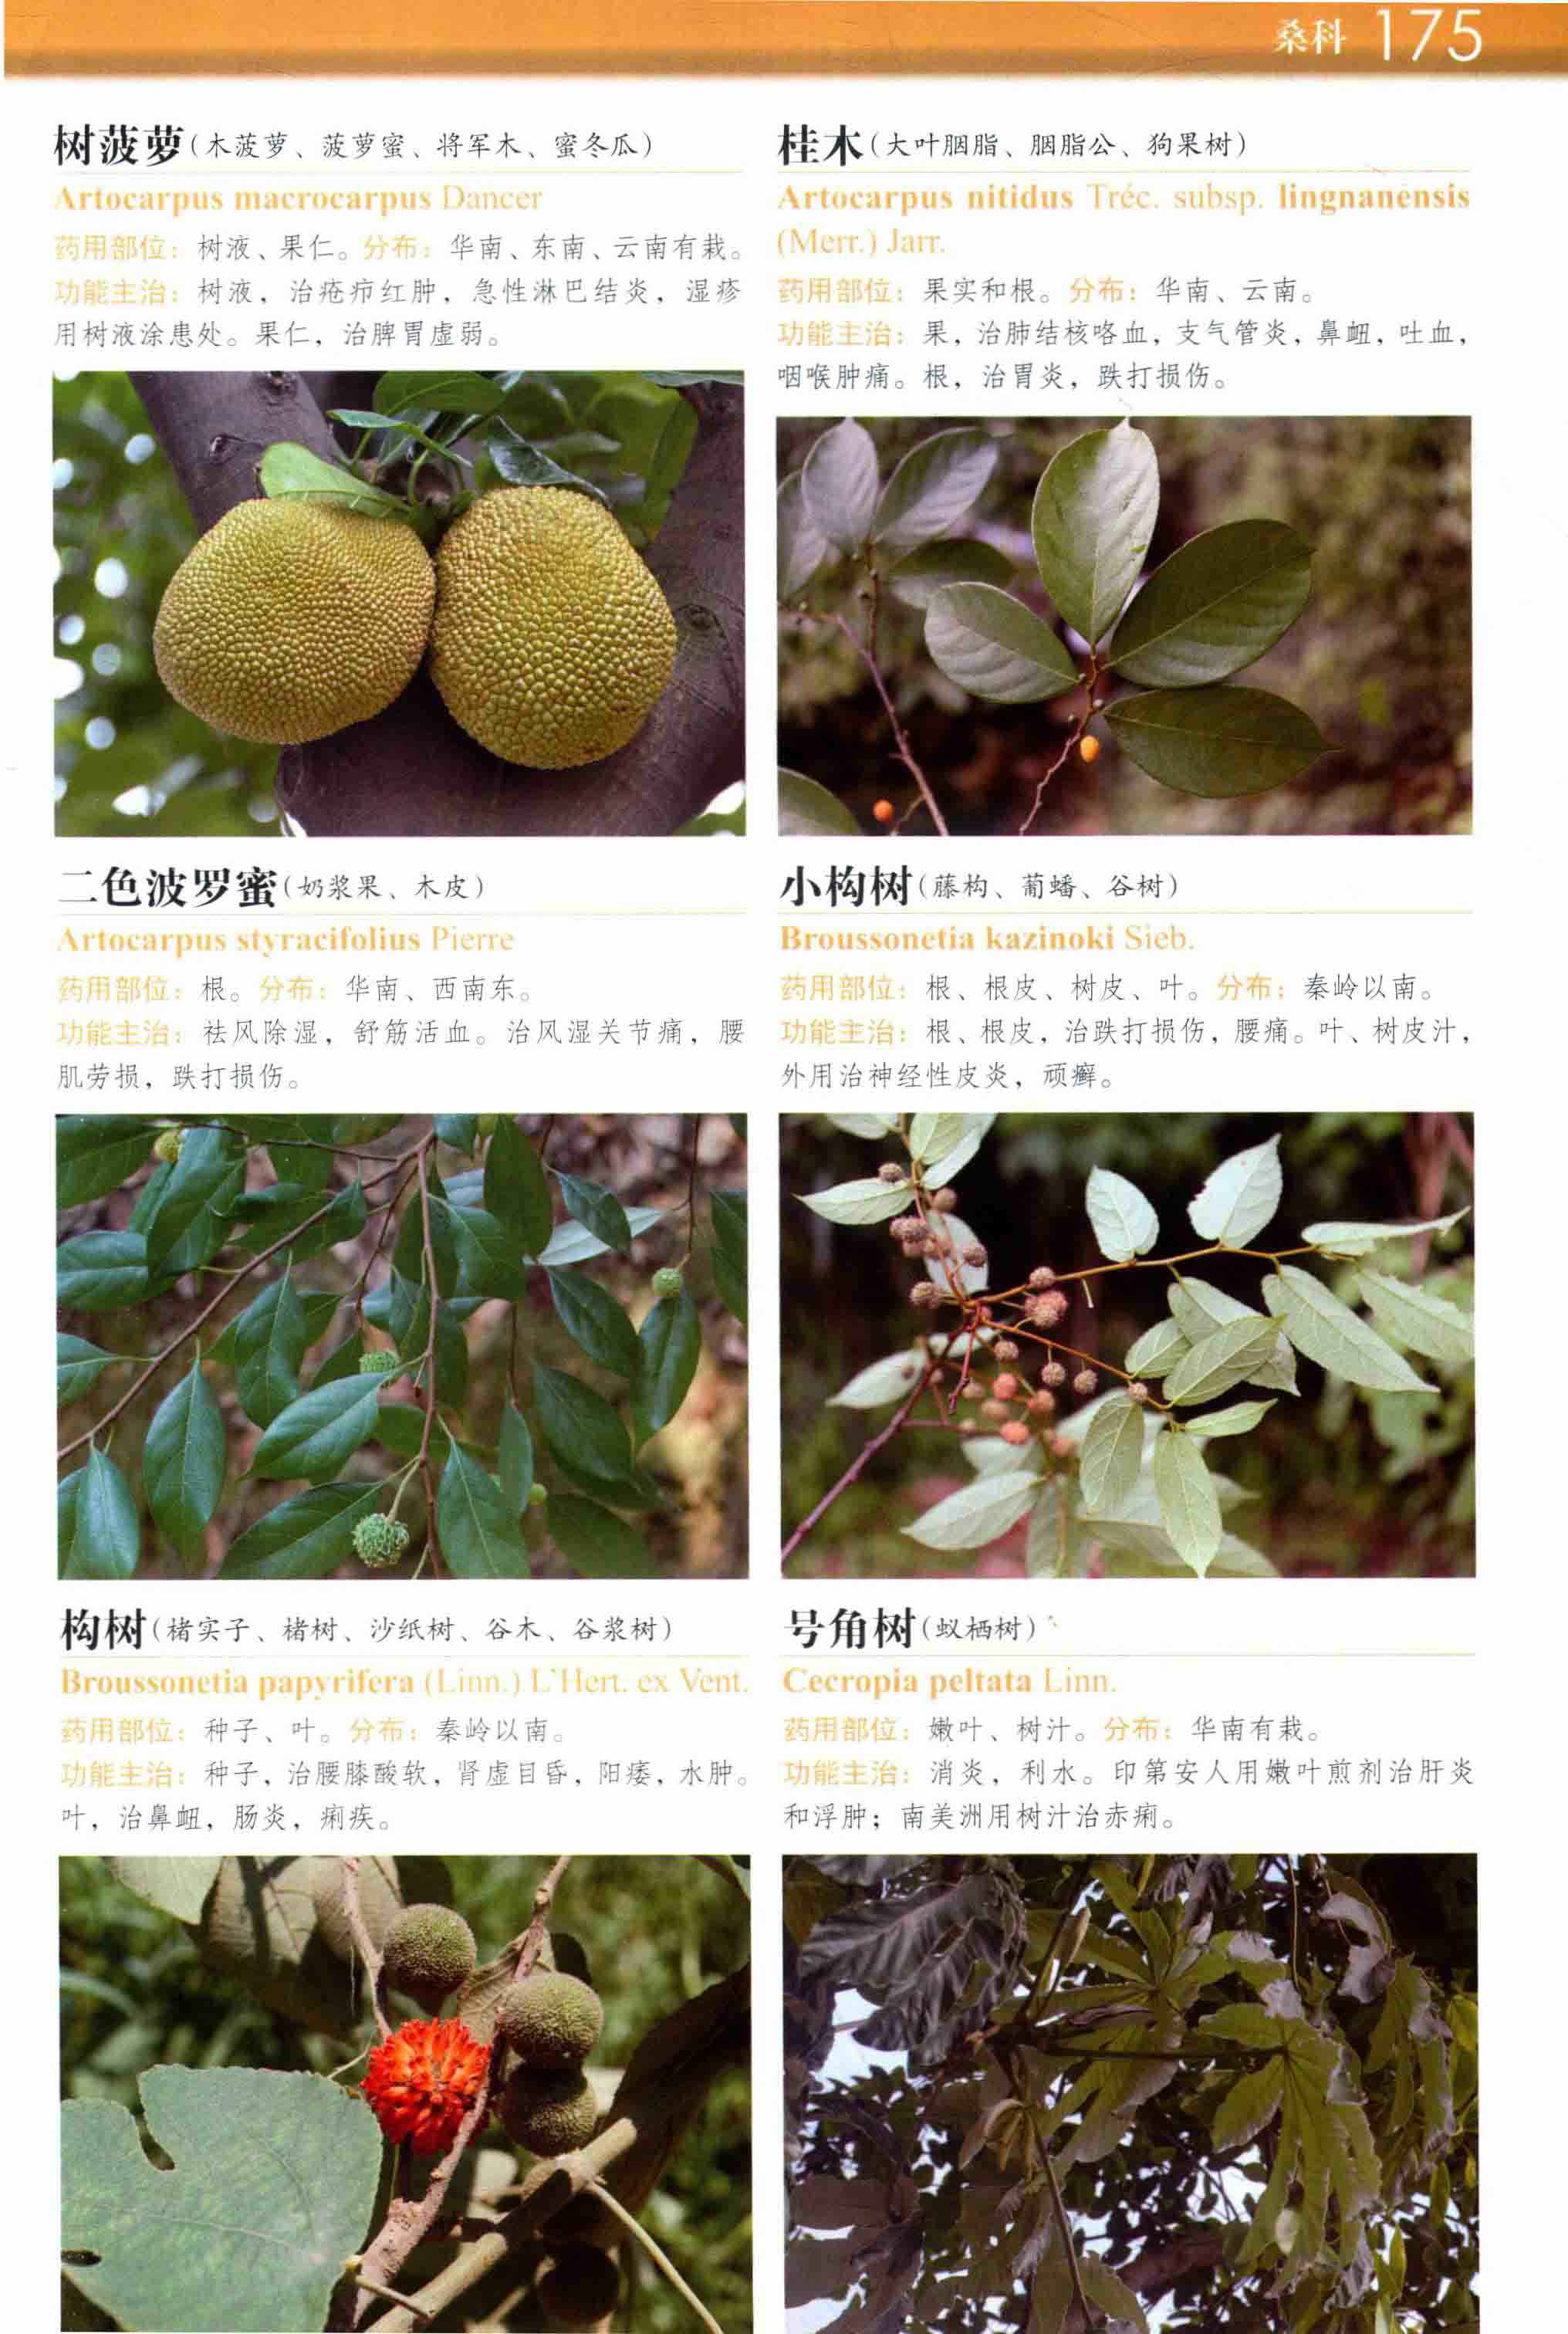 桑科 175
树菠萝(木菠萝、菠萝蜜、将军木、蜜冬瓜)
Artocarpus macrocarpus Dancer
药用部位：树液、果仁。分布：华南、东南、云南有栽。
功能主治：树液，治疮疖红肿，急性淋巴结炎，湿疹
用树液涂患处。果仁，治脾胃虚弱。
桂木(大叶胭脂、胭脂公、狗果树)
Artocarpus nitidus Tréc. subsp. lingnanensis
(Merr.) Jarr.
药用部位：果实和根。分布：华南、云南。
功能主治：果，治肺结核咯血，支气管炎，鼻衄，吐血，
咽喉肿痛。根，治胃炎，跌打损伤。
二色波罗蜜(奶浆果、木皮)
Artocarpus styracifolius Pierre
药用部位：根。分布：华南、西南东。
功能主治：祛风除湿，舒筋活血。治风湿关节痛，腰
肌劳损，跌打损伤。
小构树(藤构、葡蟠、谷树)
Broussonetia kazinoki Sieb.
药用部位：根、根皮、树皮、叶。分布：秦岭以南。
功能主治：根、根皮，治跌打损伤，腰痛。叶、树皮汁，
外用治神经性皮炎，顽癣。
构树(楮实子、楮树、沙纸树、谷木、谷浆树)
Broussonetia papyrifera (Linn.) L'Hert. ex Vent.
药用部位：种子、叶。分布：秦岭以南。
功能主治：种子，治腰膝酸软，肾虚目昏，阳痿，水肿。
叶，治鼻衄，肠炎，痢疾。
号角树(蚁栖树)
Cecropia peltata Linn.
药用部位：嫩叶、树汁。分布：华南有栽。
功能主治：消炎，利水。印第安人用嫩叶煎剂治肝炎
和浮肿；南美洲用树汁治赤痢。